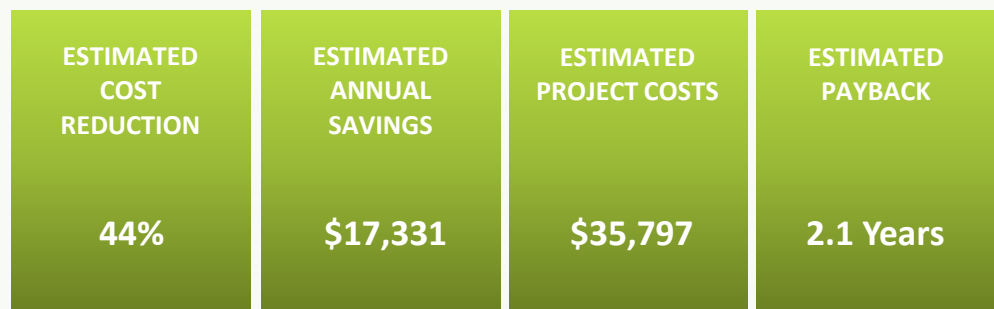 ESTIMATED
COST
REDUCTION
44%
ESTIMATED
ANNUAL
SAVINGS
$17,331
ESTIMATED
PROJECT COSTS
$35,797
ESTIMATED
PAYBACK
2.1 Years